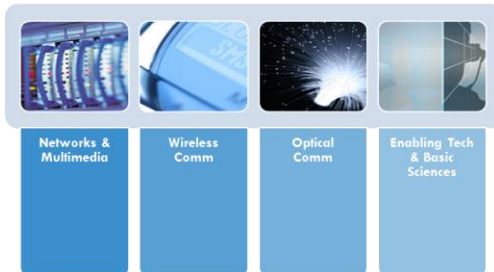 Networks &
Multimedia
Wireless
Comm
Optical
Comm
Enabling Tech
& Basic
Sciences